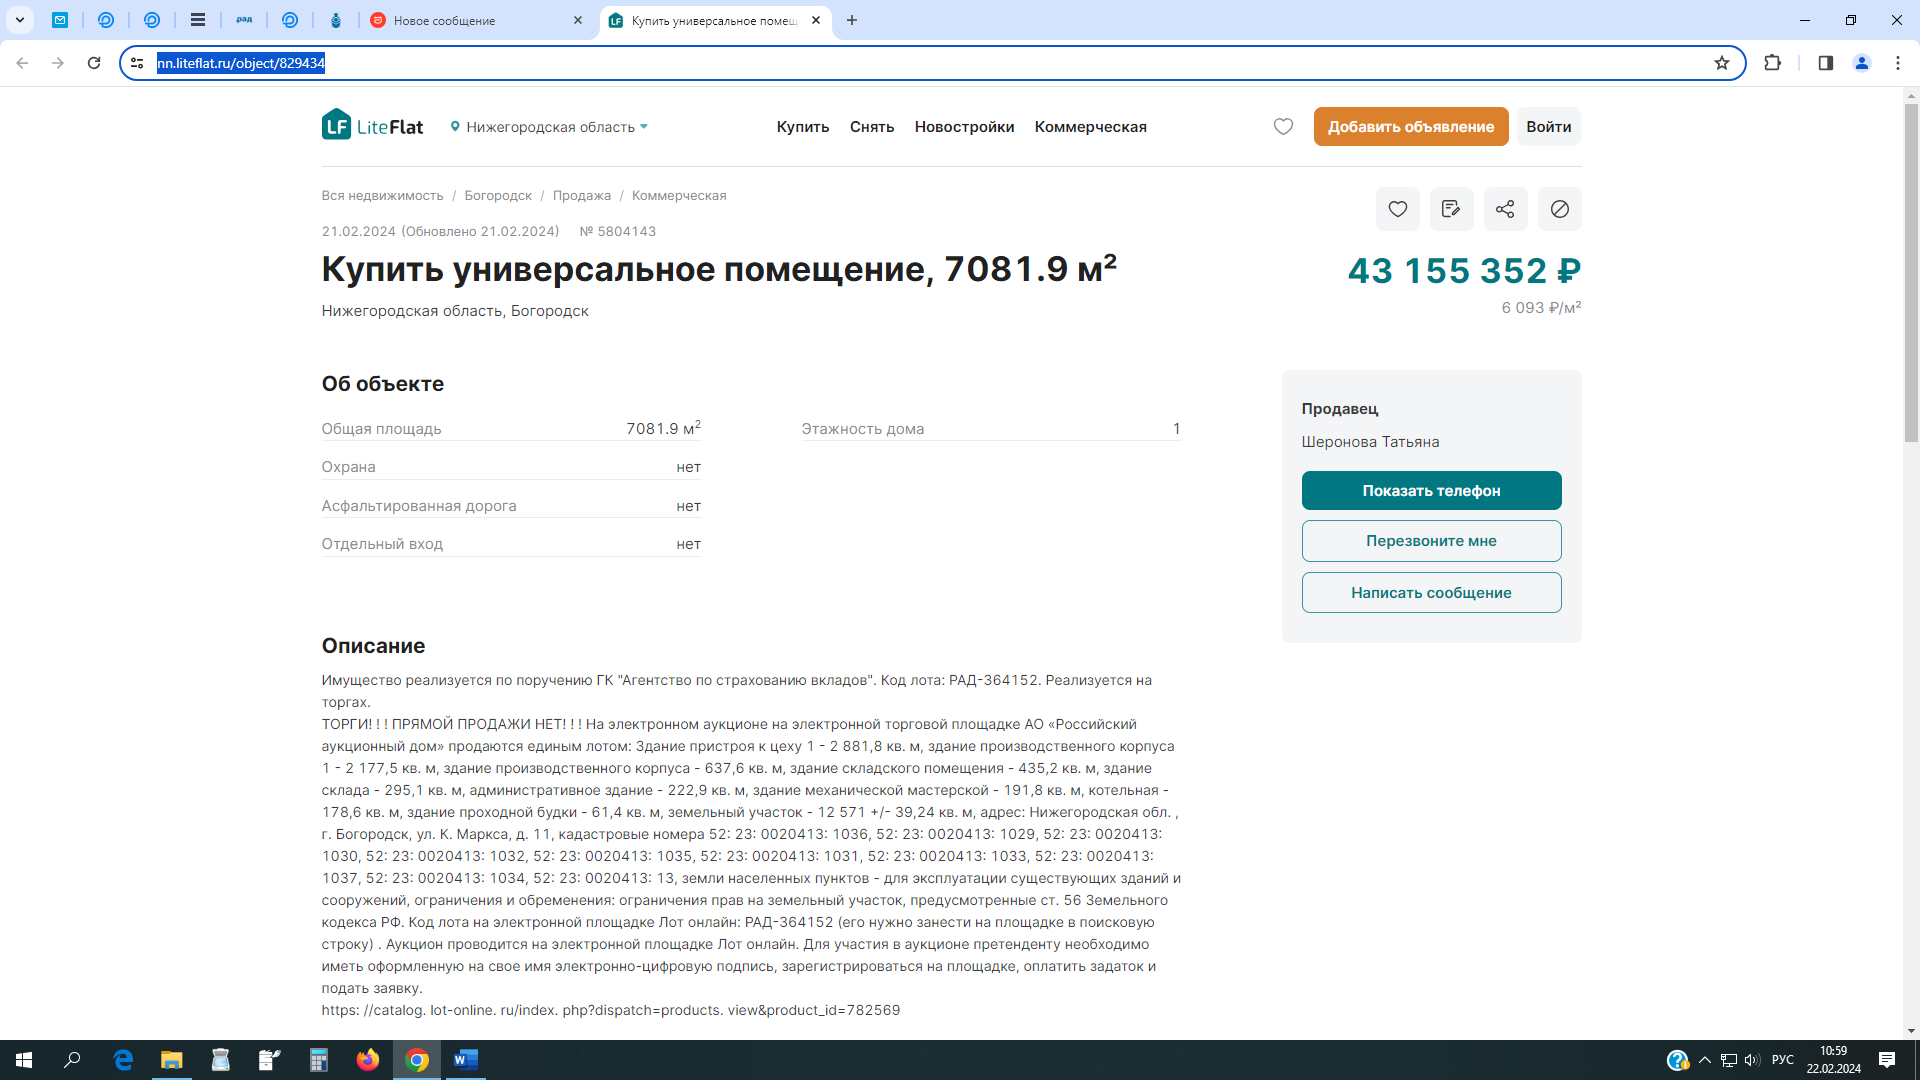 Новое сообщение
Купить универсальное помещ
nn.liteflat.ru/object/829434
LF LiteFlat
Нижегородская область
Купить
Снять
Новостройки
Коммерческая
Добавить объявление
Войти
Вся недвижимость / Богородск / Продажа / Коммерческая
21.02.2024 (Обновлено 21.02.2024) № 5804143
Купить универсальное помещение, 7081.9 м²
43 155 352 ₽
6 093 ₽/м²
Нижегородская область, Богородск
Об объекте
Общая площадь 7081.9 м²
Этажность дома 1
Охрана нет
Асфальтированная дорога нет
Отдельный вход нет
Продавец
Шеронова Татьяна
Показать телефон
Перезвоните мне
Написать сообщение
Описание
Имущество реализуется по поручению ГК "Агентство по страхованию вкладов". Код лота: РАД-364152. Реализуется на
торгах.
ТОРГИ! ! ! ПРЯМОЙ ПРОДАЖИ НЕТ! ! ! На электронном аукционе на электронной торговой площадке АО «Российский
аукционный дом» продаются единым лотом: Здание пристроя к цеху 1 - 2 881,8 кв. м, здание производственного корпуса
1 - 2 177,5 кв. м, здание производственного корпуса - 637,6 кв. м, здание складского помещения - 435,2 кв. м, здание
склада - 295,1 кв. м, административное здание - 222,9 кв. м, здание механической мастерской - 191,8 кв. м, котельная -
178,6 кв. м, здание проходной будки - 61,4 кв. м, земельный участок - 12 571 +/- 39,24 кв. м, адрес: Нижегородская обл. ,
г. Богородск, ул. К. Маркса, д. 11, кадастровые номера 52: 23: 0020413: 1036, 52: 23: 0020413: 1029, 52: 23: 0020413:
1030, 52: 23: 0020413: 1032, 52: 23: 0020413: 1035, 52: 23: 0020413: 1031, 52: 23: 0020413: 1033, 52: 23: 0020413:
1037, 52: 23: 0020413: 1034, 52: 23: 0020413: 13, земли населенных пунктов - для эксплуатации существующих зданий и
сооружений, ограничения и обременения: ограничения прав на земельный участок, предусмотренные ст. 56 Земельного
кодекса РФ. Код лота на электронной площадке Лот онлайн: РАД-364152 (его нужно занести на площадке в поисковую
строку) . Аукцион проводится на электронной площадке Лот онлайн. Для участия в аукционе претенденту необходимо
иметь оформленную на свое имя электронно-цифровую подпись, зарегистрироваться на площадке, оплатить задаток и
подать заявку.
https: //catalog. lot-online. ru/index. php?dispatch=products. view&product_id=782569
РУС
10:59
22.02.2024